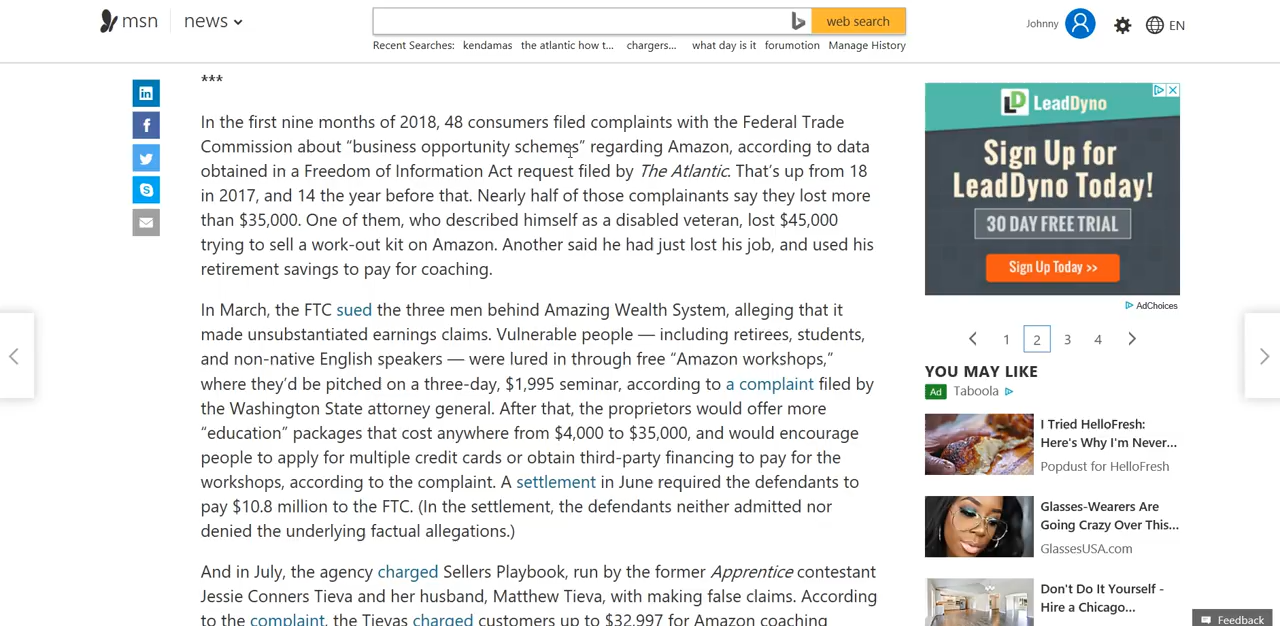 msn news
web search
Johnny
EN
Recent Searches: kendamas the atlantic how t... chargers... what day is it forumotion Manage History
***
In the first nine months of 2018, 48 consumers filed complaints with the Federal Trade
Commission about “business opportunity schemes” regarding Amazon, according to data
obtained in a Freedom of Information Act request filed by The Atlantic. That’s up from 18
in 2017, and 14 the year before that. Nearly half of those complainants say they lost more
than $35,000. One of them, who described himself as a disabled veteran, lost $45,000
trying to sell a work-out kit on Amazon. Another said he had just lost his job, and used his
retirement savings to pay for coaching.
In March, the FTC sued the three men behind Amazing Wealth System, alleging that it
made unsubstantiated earnings claims. Vulnerable people — including retirees, students,
and non-native English speakers — were lured in through free “Amazon workshops,”
where they’d be pitched on a three-day, $1,995 seminar, according to a complaint filed by
the Washington State attorney general. After that, the proprietors would offer more
“education” packages that cost anywhere from $4,000 to $35,000, and would encourage
people to apply for multiple credit cards or obtain third-party financing to pay for the
workshops, according to the complaint. A settlement in June required the defendants to
pay $10.8 million to the FTC. (In the settlement, the defendants neither admitted nor
denied the underlying factual allegations.)
And in July, the agency charged Sellers Playbook, run by the former Apprentice contestant
Jessie Conners Tieva and her husband, Matthew Tieva, with making false claims. According
to the complaint, the Tievas charged customers up to $32,997 for Amazon coaching
LeadDyno
Sign Up for
LeadDyno Today!
30 DAY FREE TRIAL
Sign Up Today >>
AdChoices
1 2 3 4
YOU MAY LIKE
Ad Taboola
I Tried HelloFresh:
Here's Why I'm Never...
Popdust for HelloFresh
Glasses-Wearers Are
Going Crazy Over This...
GlassesUSA.com
Don't Do It Yourself -
Hire a Chicago...
Feedback